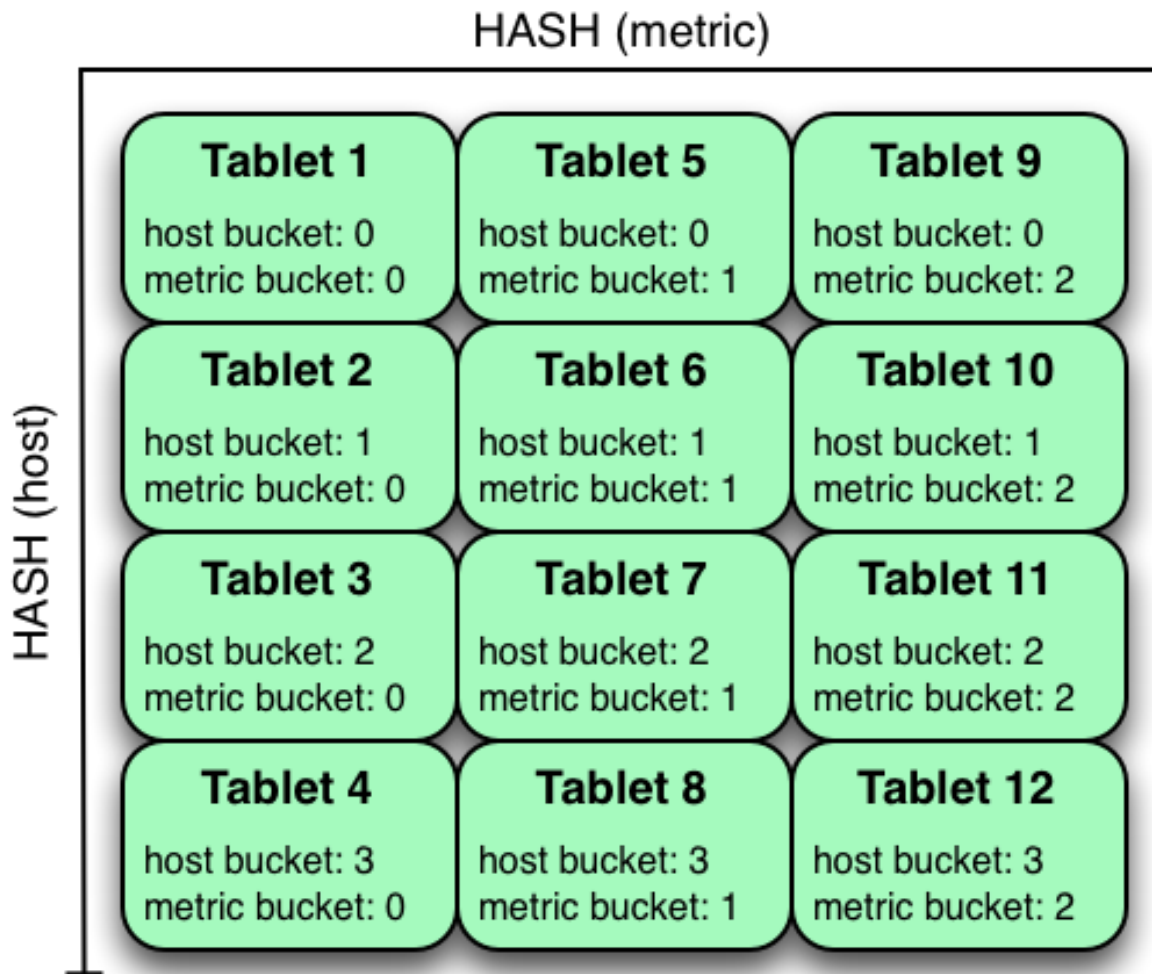 HASH (metric)
HASH (host)
Tablet 1
host bucket: 0
metric bucket: 0
Tablet 5
host bucket: 0
metric bucket: 1
Tablet 9
host bucket: 0
metric bucket: 2
Tablet 2
host bucket: 1
metric bucket: 0
Tablet 6
host bucket: 1
metric bucket: 1
Tablet 10
host bucket: 1
metric bucket: 2
Tablet 3
host bucket: 2
metric bucket: 0
Tablet 7
host bucket: 2
metric bucket: 1
Tablet 11
host bucket: 2
metric bucket: 2
Tablet 4
host bucket: 3
metric bucket: 0
Tablet 8
host bucket: 3
metric bucket: 1
Tablet 12
host bucket: 3
metric bucket: 2